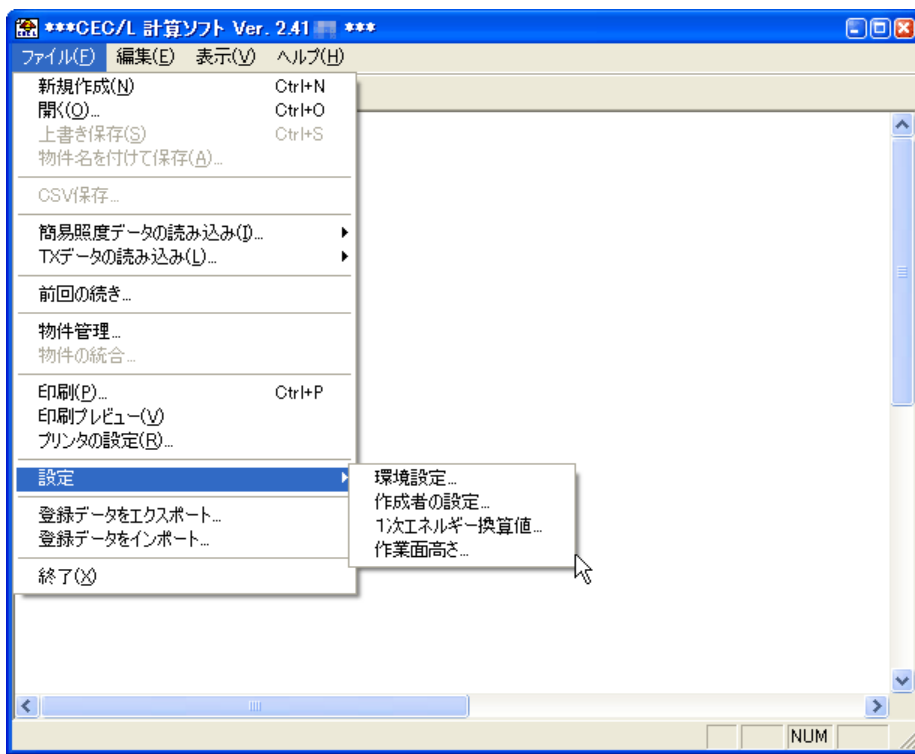 ***CEC/L 計算ソフト Ver. 2.41 ***
ファイル(F) 編集(E) 表示(V) ヘルプ(H)
新規作成(N) Ctrl+N
開く(O)... Ctrl+O
上書き保存(S) Ctrl+S
物件名を付けて保存(A)...
CSV保存...
簡易照度データの読み込み(I)...
TXデータの読み込み(L)...
前回の続き...
物件管理...
物件の統合...
印刷(P)... Ctrl+P
印刷プレビュー(V)
プリンタの設定(R)...
設定
環境設定...
作成者の設定...
1次エネルギー換算値...
作業面高さ...
登録データをエクスポート...
登録データをインポート...
終了(X)
NUM